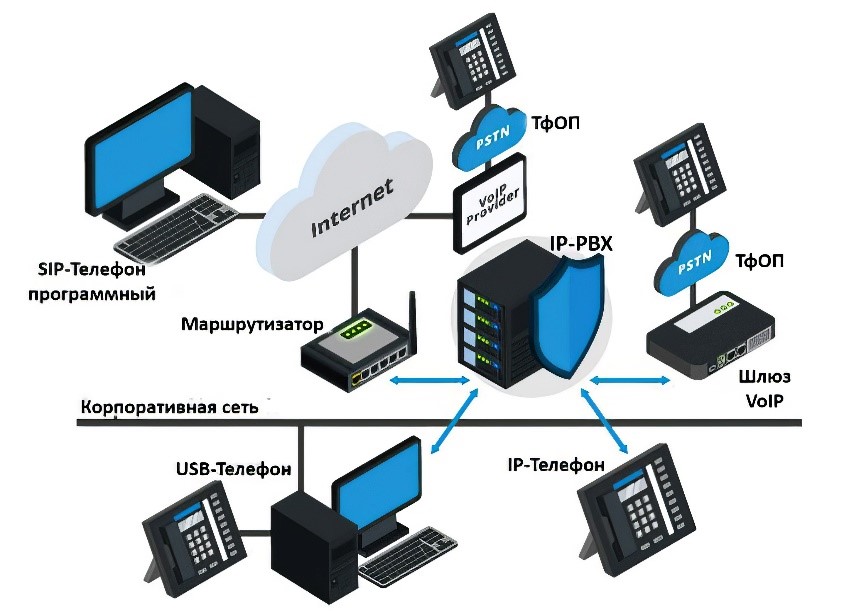 PSTN
ТфОП
VoIP
Provider
Internet
IP-PBX
PSTN
ТфОП
SIP-Телефон
программный
Маршрутизатор
Шлюз
VoIP
Корпоративная сеть
USB-Телефон
IP-Телефон